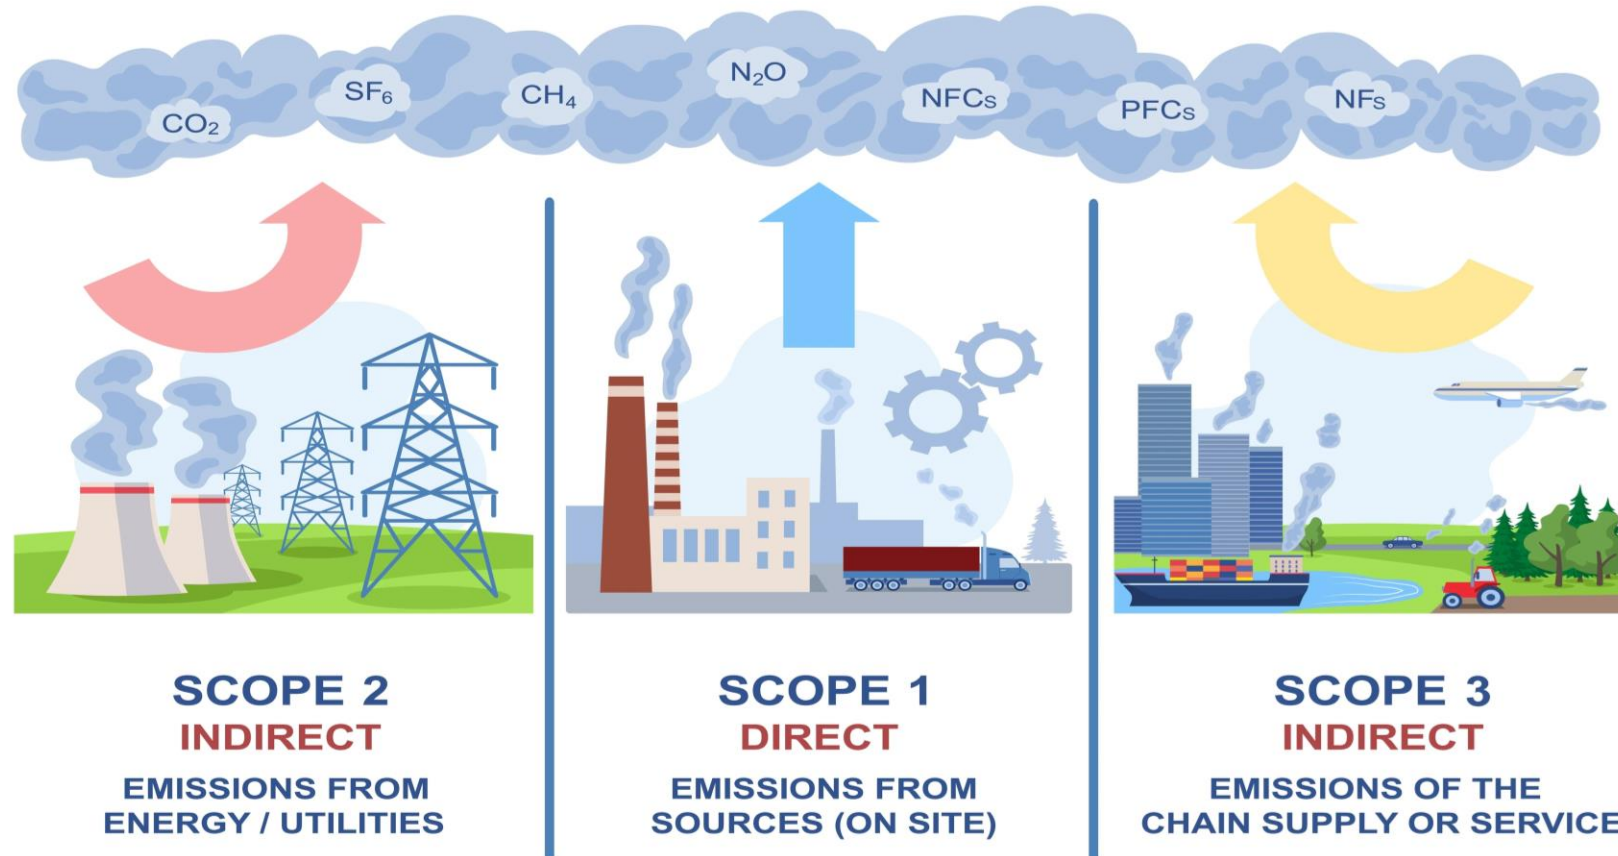 CO₂
SF₆
CH₄
N₂O
NFCs
PFCs
NFs
SCOPE 2
INDIRECT
EMISSIONS FROM
ENERGY / UTILITIES
SCOPE 1
DIRECT
EMISSIONS FROM
SOURCES (ON SITE)
SCOPE 3
INDIRECT
EMISSIONS OF THE
CHAIN SUPPLY OR SERVICE